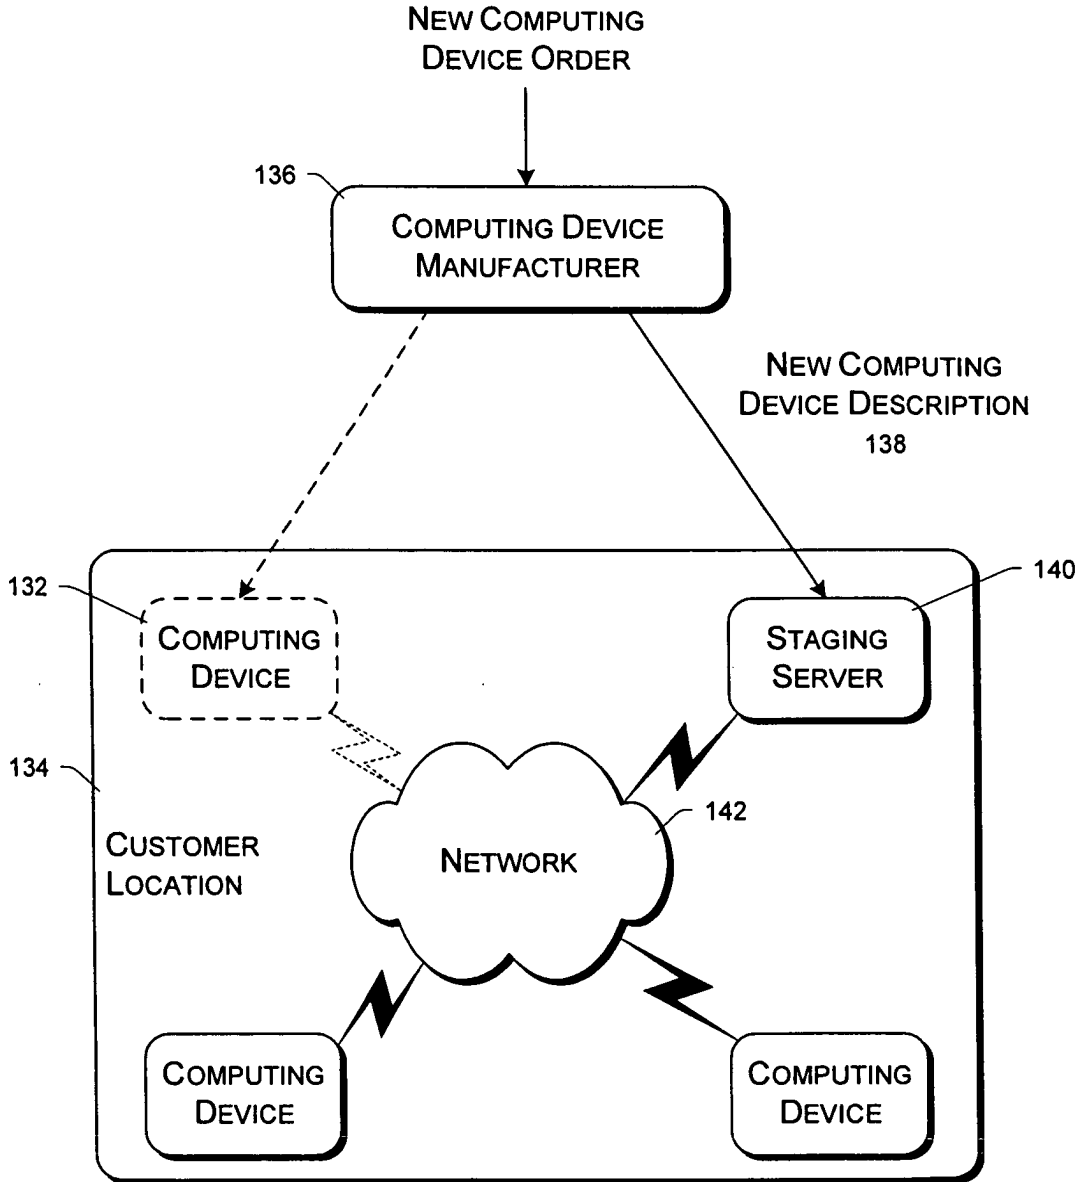 NEW COMPUTING
DEVICE ORDER
136
COMPUTING DEVICE
MANUFACTURER
NEW COMPUTING
DEVICE DESCRIPTION
138
132
140
COMPUTING
DEVICE
STAGING
SERVER
134
142
CUSTOMER
LOCATION
NETWORK
COMPUTING
DEVICE
COMPUTING
DEVICE